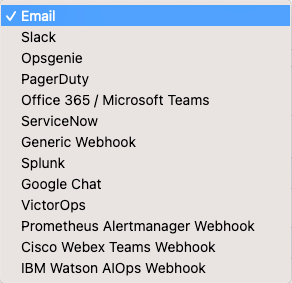 Email
Slack
Opsgenie
PagerDuty
Office 365 / Microsoft Teams
ServiceNow
Generic Webhook
Splunk
Google Chat
VictorOps
Prometheus Alertmanager Webhook
Cisco Webex Teams Webhook
IBM Watson AIOps Webhook